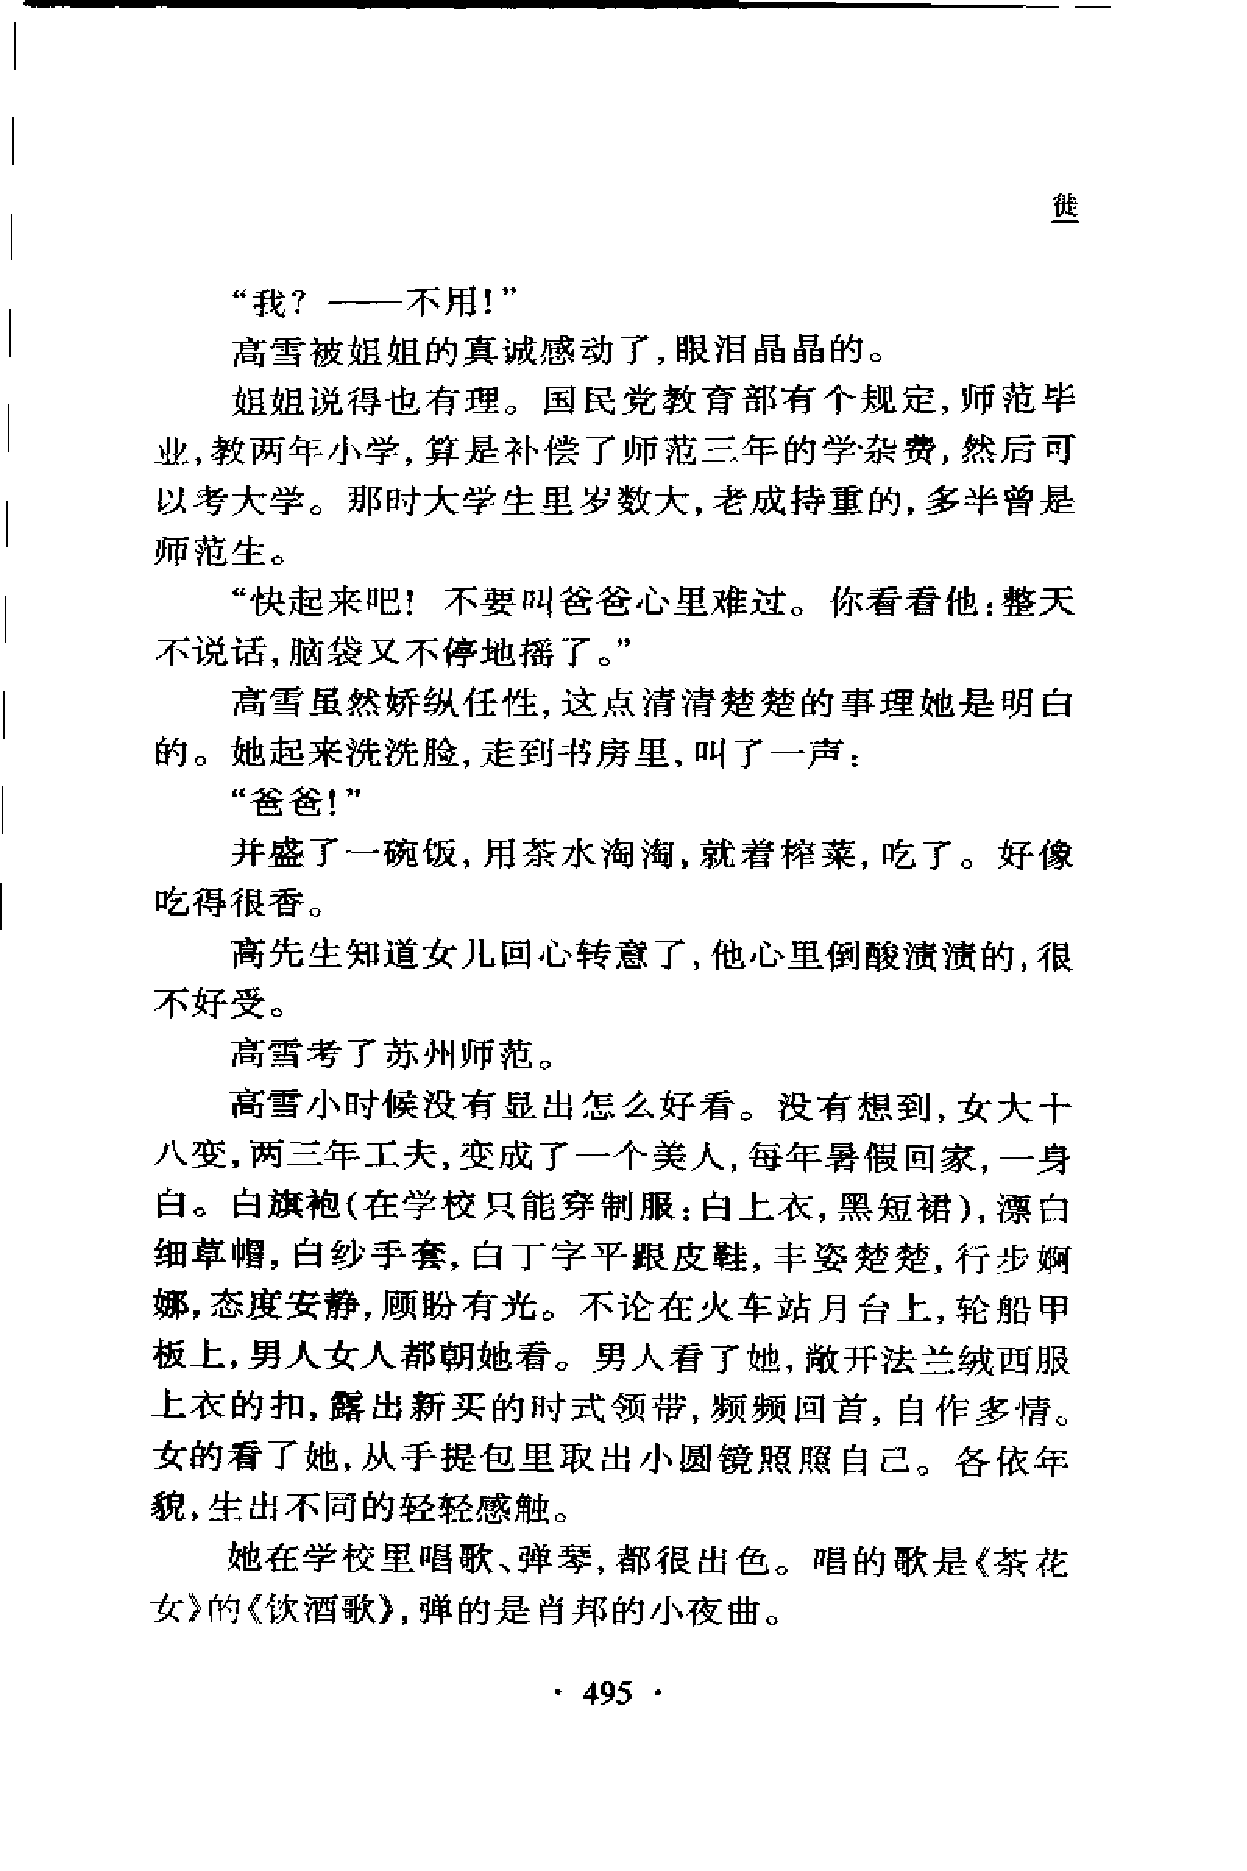 徙
“我？——不用！”
高雪被姐姐的真诚感动了，眼泪晶晶的。
姐姐说得也有理。国民党教育部有个规定，师范毕
业，教两年小学，算是补偿了师范三年的学杂费，然后可
以考大学。那时大学生里岁数大，老成持重的，多半曾是
师范生。
“快起来吧！不要叫爸爸心里难过。你看看他：整天
不说话，脑袋又不停地摇了。”
高雪虽然娇纵任性，这点清清楚楚的事理她是明白
的。她起来洗洗脸，走到书房里，叫了一声：
“爸爸！”
并盛了一碗饭，用茶水淘淘，就着榨菜，吃了。好像
吃得很香。
高先生知道女儿回心转意了，他心里倒酸渍渍的，很
不好受。
高雪考了苏州师范。
高雪小时候没有显出怎么好看。没有想到，女大十
八变，两三年工夫，变成了一个美人，每年暑假回家，一身
白。白旗袍（在学校只能穿制服：白上衣，黑短裙），漂白
细草帽，白纱手套，白丁字平跟皮鞋，丰姿楚楚，行步婀
娜，态度安静，顾盼有光。不论在火车站月台上，轮船甲
板上，男人女人都朝她看。男人看了她，敞开法兰绒西服
上衣的扣，露出新买的时式领带，频频回首，自作多情。
女的看了她，从手提包里取出小圆镜照照自己。各依年
貌，生出不同的轻轻感触。
她在学校里唱歌、弹琴，都很出色。唱的歌是《茶花
女》的《饮酒歌》，弹的是肖邦的小夜曲。
· 495 ·